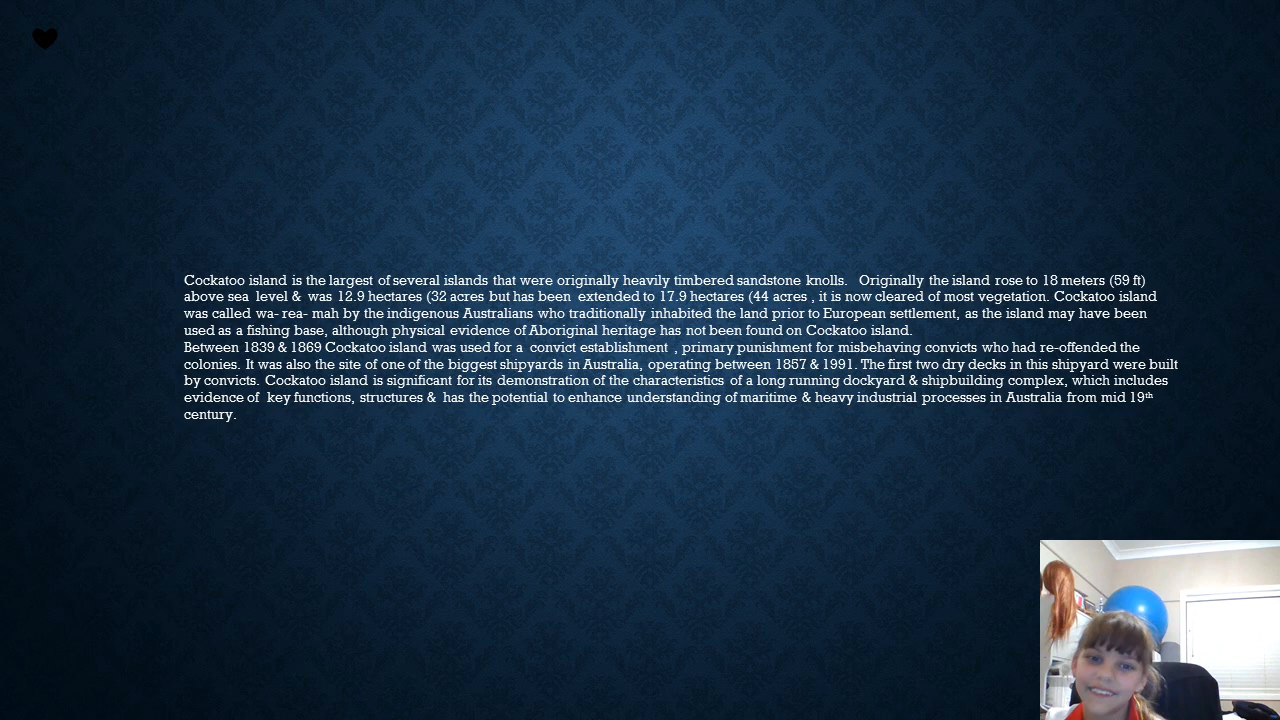 Cockatoo island is the largest of several islands that were originally heavily timbered sandstone knolls. Originally the island rose to 18 meters (59 ft)
above sea level & was 12.9 hectares (32 acres but has been extended to 17.9 hectares (44 acres , it is now cleared of most vegetation. Cockatoo island
was called wa- rea- mah by the indigenous Australians who traditionally inhabited the land prior to European settlement, as the island may have been
used as a fishing base, although physical evidence of Aboriginal heritage has not been found on Cockatoo island.
Between 1839 & 1869 Cockatoo island was used for a convict establishment , primary punishment for misbehaving convicts who had re-offended the
colonies. It was also the site of one of the biggest shipyards in Australia, operating between 1857 & 1991. The first two dry decks in this shipyard were built
by convicts. Cockatoo island is significant for its demonstration of the characteristics of a long running dockyard & shipbuilding complex, which includes
evidence of key functions, structures & has the potential to enhance understanding of maritime & heavy industrial processes in Australia from mid 19th
century.